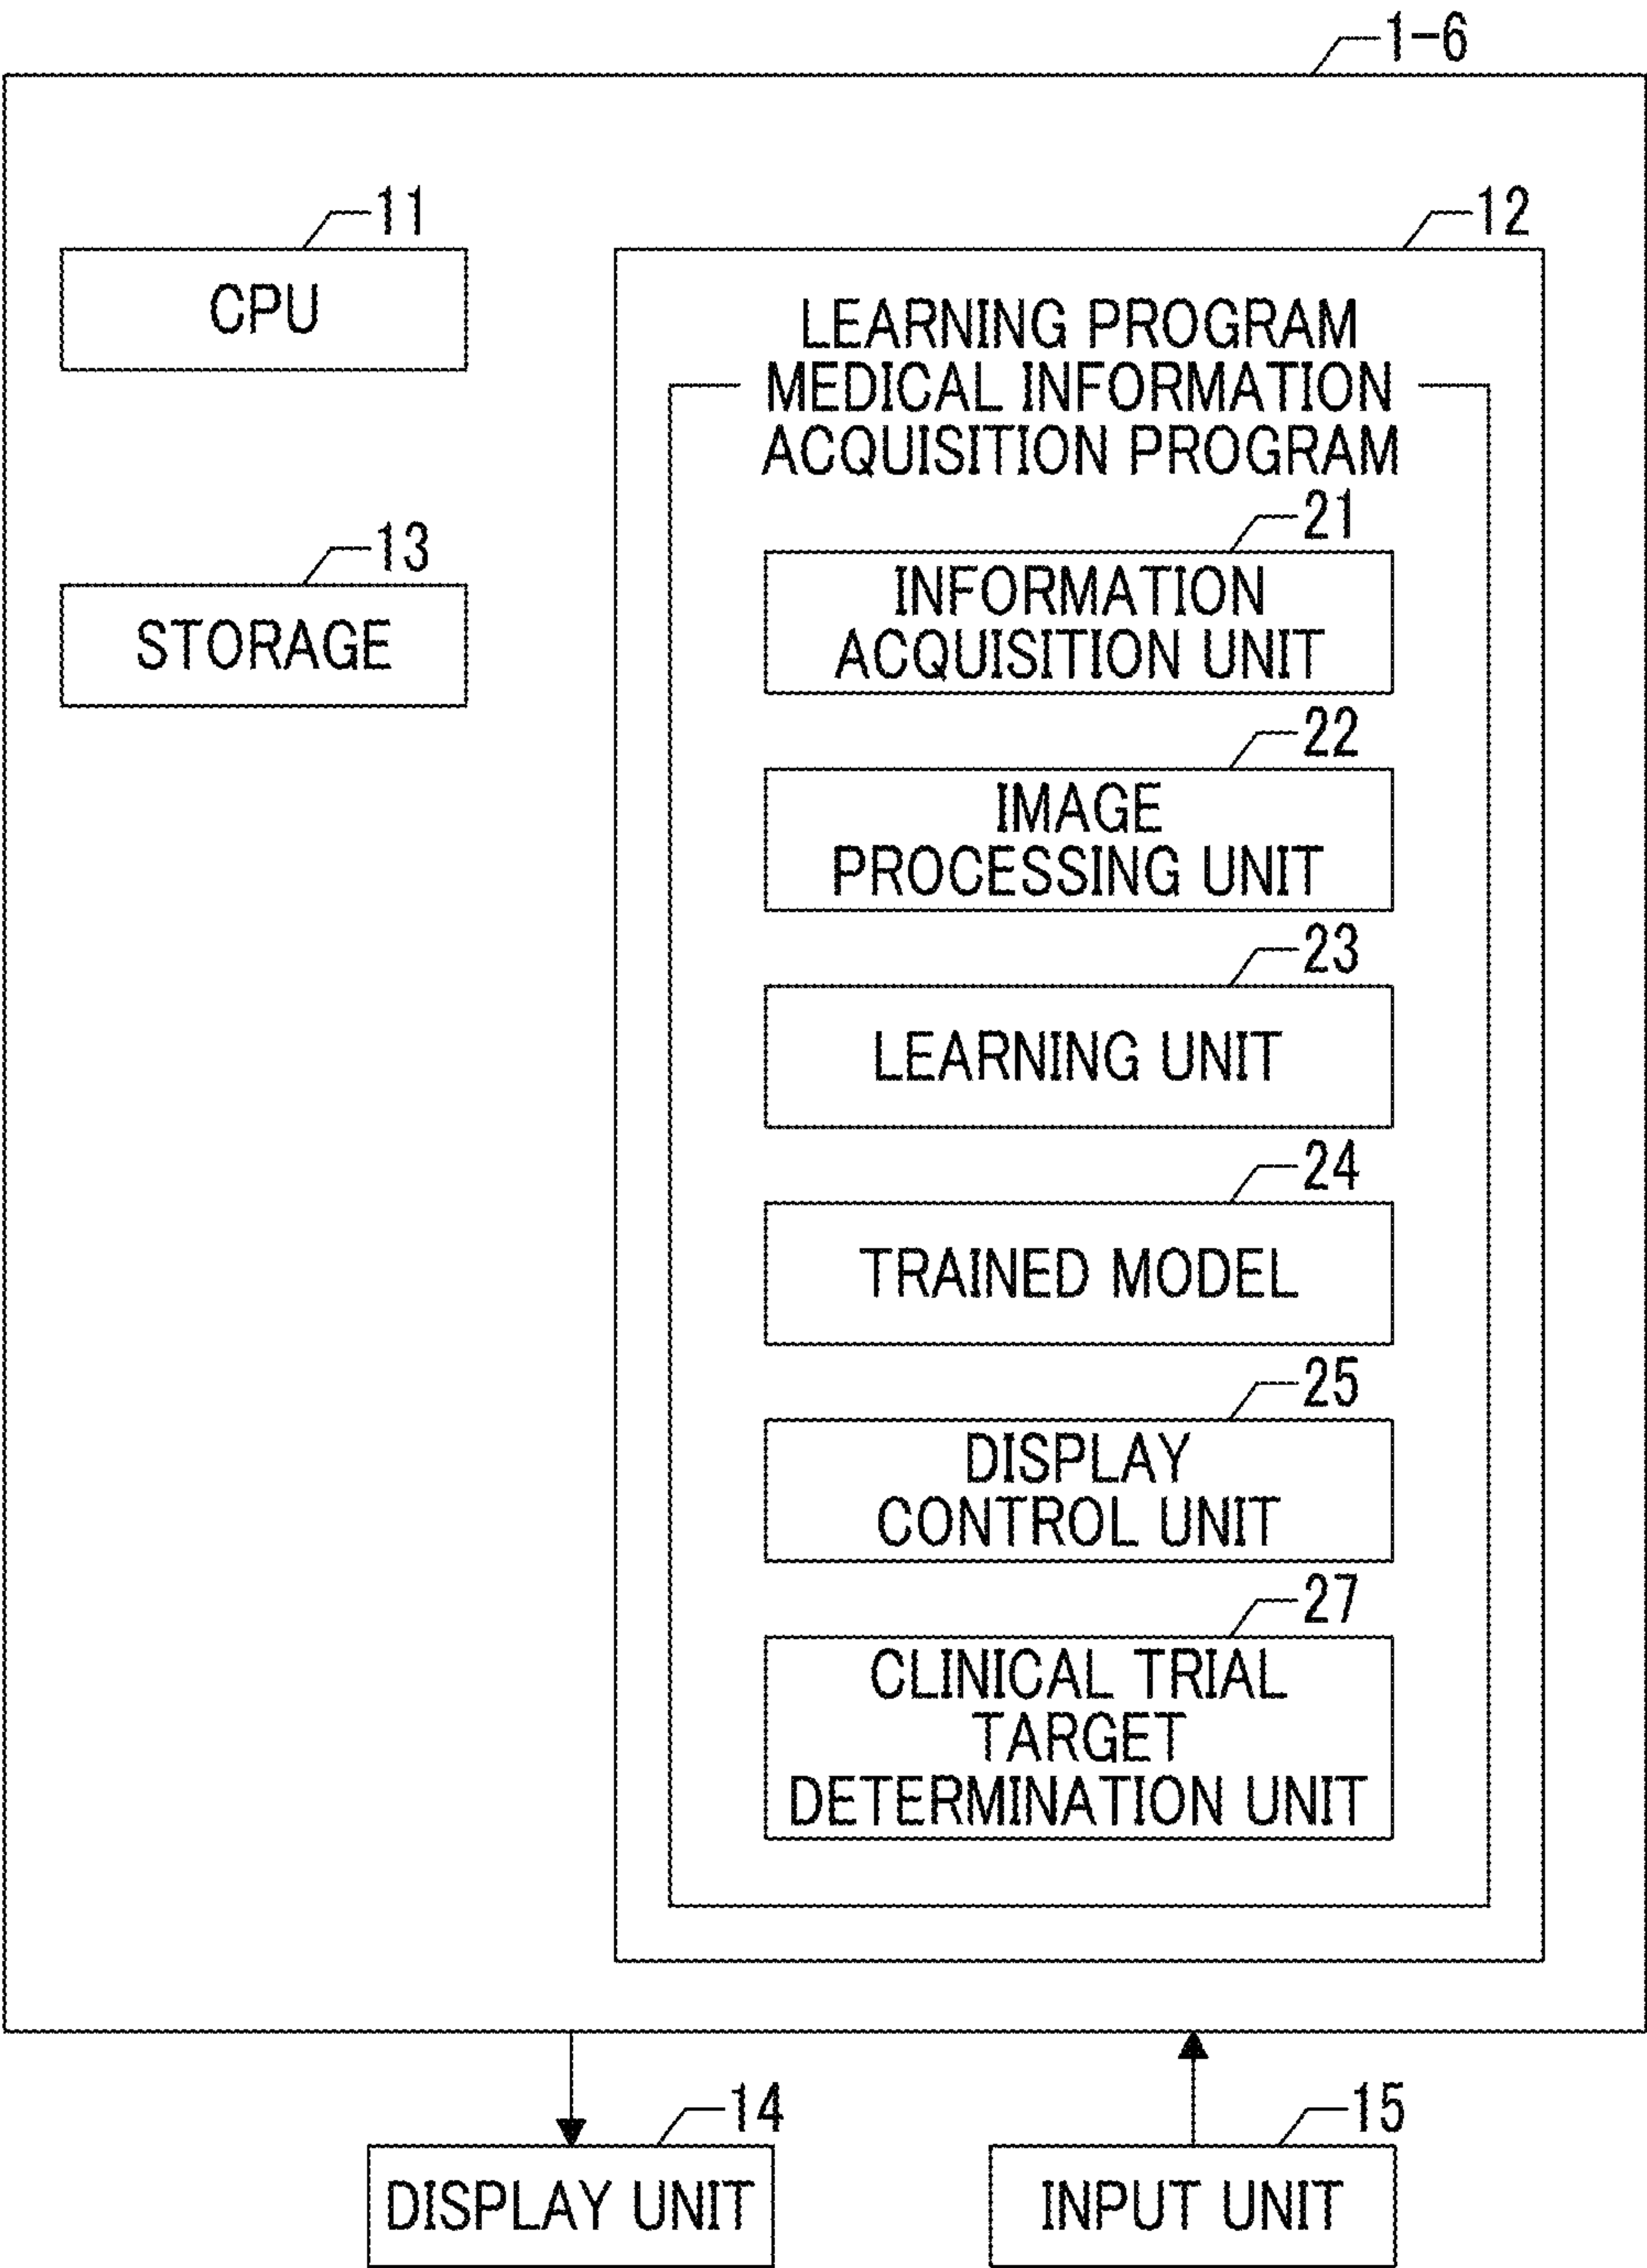 1-6
11
CPU
13
STORAGE
12
LEARNING PROGRAM
MEDICAL INFORMATION
ACQUISITION PROGRAM
21
INFORMATION
ACQUISITION UNIT
22
IMAGE
PROCESSING UNIT
23
LEARNING UNIT
24
TRAINED MODEL
25
DISPLAY
CONTROL UNIT
27
CLINICAL TRIAL
TARGET
DETERMINATION UNIT
14
DISPLAY UNIT
15
INPUT UNIT